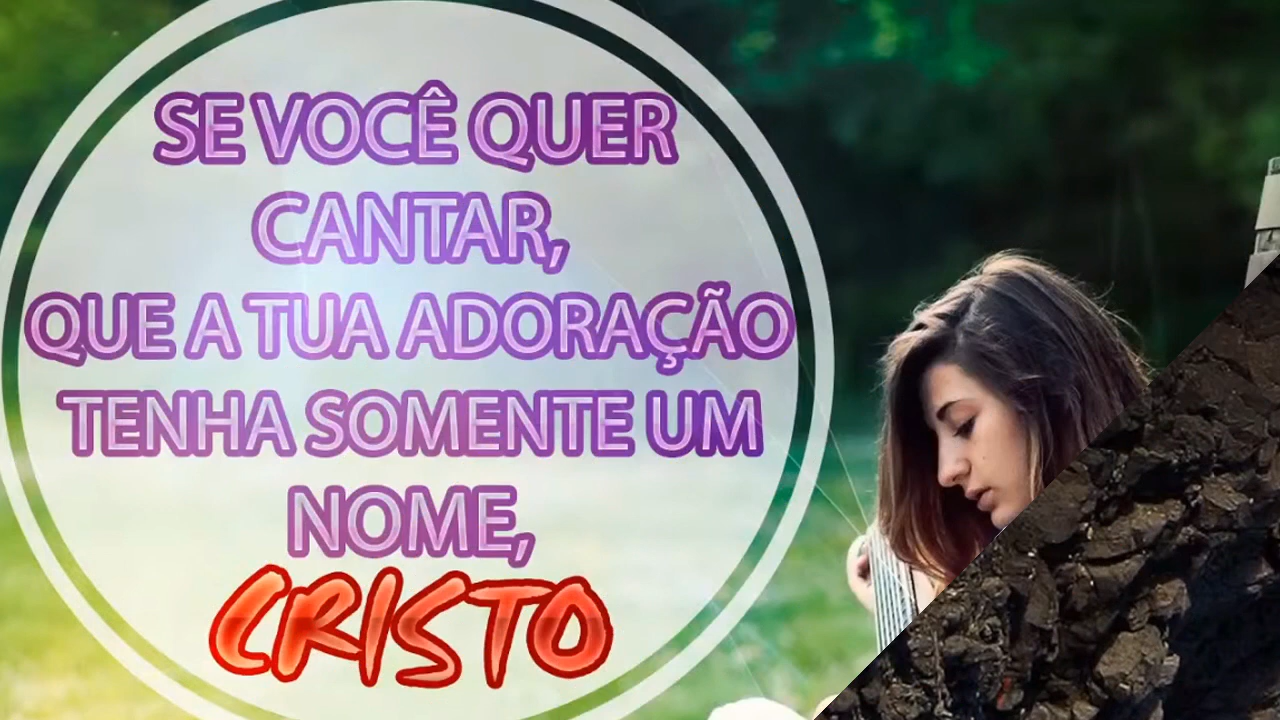 SE VOCÊ QUER
CANTAR,
QUE A TUA ADORAÇÃO
TENHA SOMENTE UM
NOME,
CRISTO